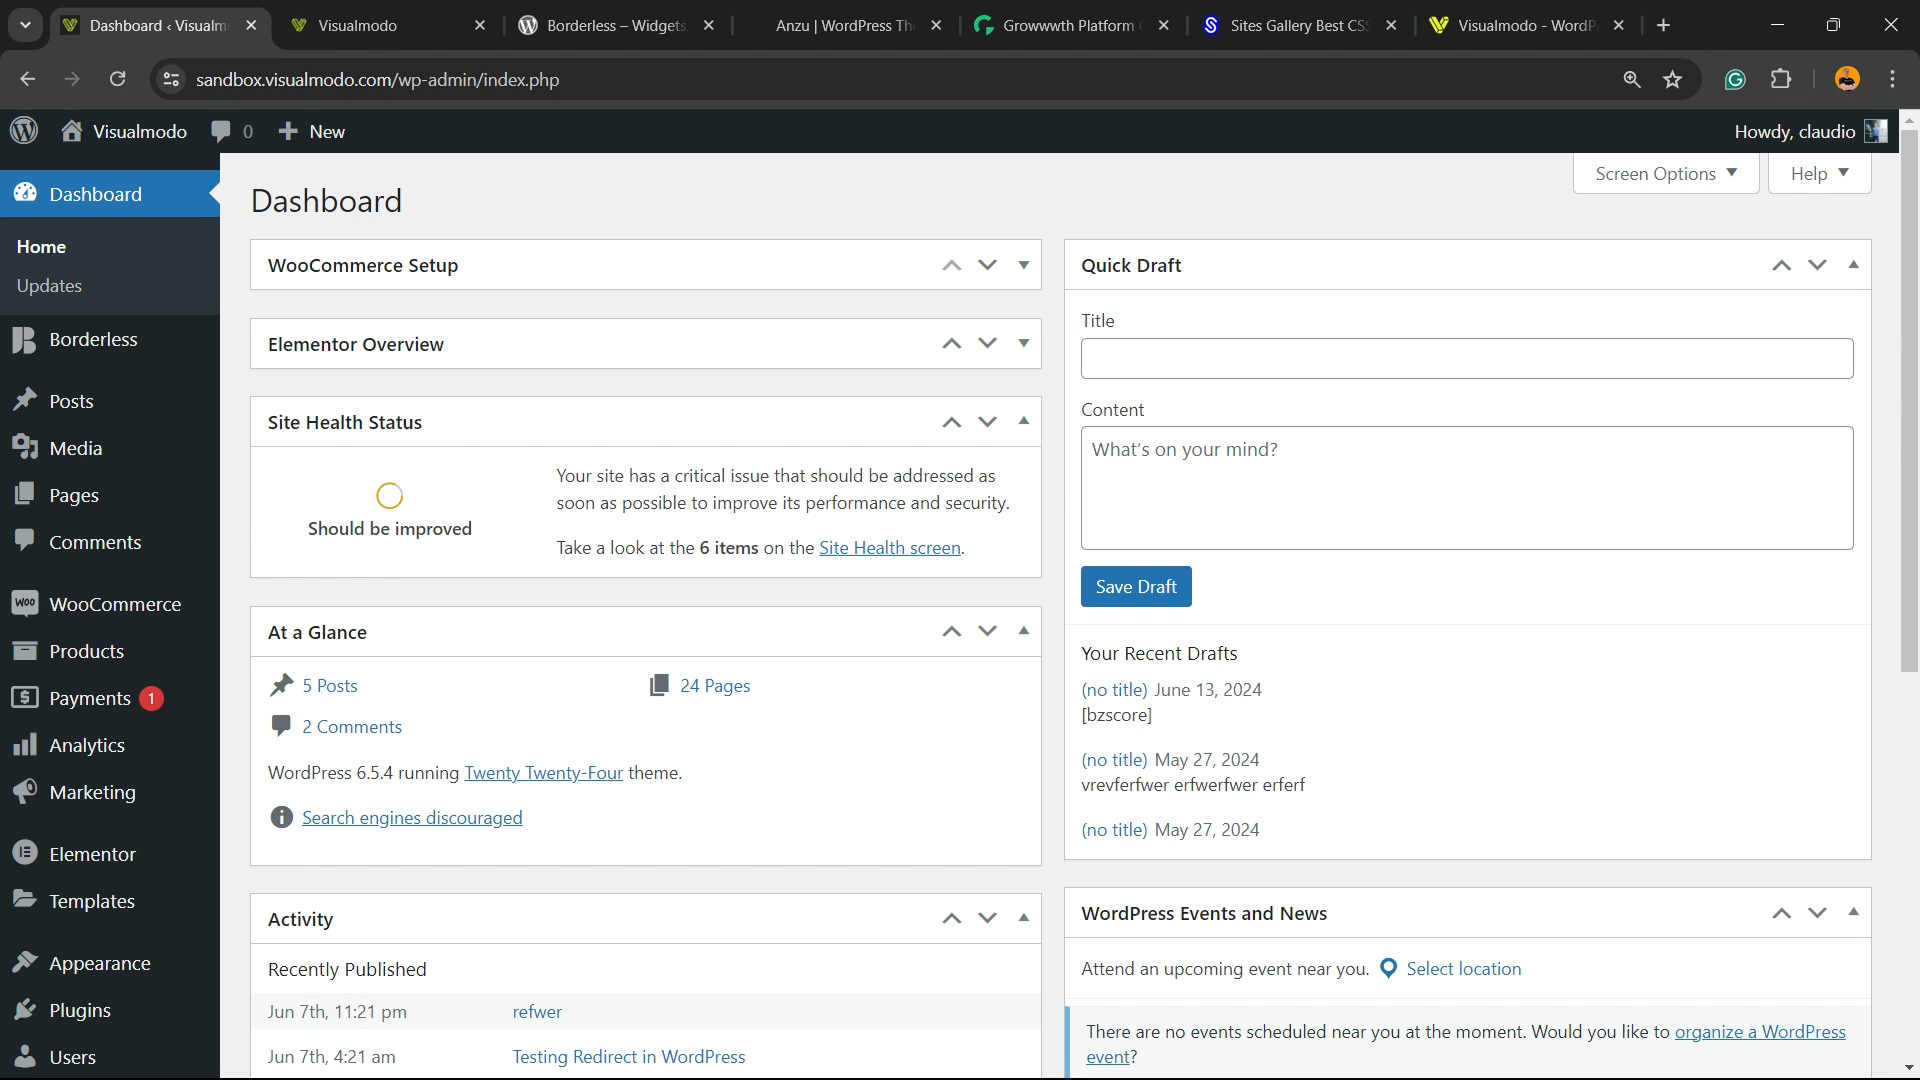 Dashboard ‹ Visualm
Visualmodo
Borderless – Widgets
Anzu | WordPress Th
Growwwth Platform
Sites Gallery Best CSS
Visualmodo - WordP
sandbox.visualmodo.com/wp-admin/index.php
Visualmodo
0
New
Howdy, claudio
Dashboard
Home
Updates
Borderless
Posts
Media
Pages
Comments
WooCommerce
Products
Payments 1
Analytics
Marketing
Elementor
Templates
Appearance
Plugins
Users
Screen Options
Help
Dashboard
WooCommerce Setup
Elementor Overview
Site Health Status
Should be improved
Your site has a critical issue that should be addressed as
soon as possible to improve its performance and security.
Take a look at the 6 items on the Site Health screen.
At a Glance
5 Posts
24 Pages
2 Comments
WordPress 6.5.4 running Twenty Twenty-Four theme.
Search engines discouraged
Activity
Recently Published
Jun 7th, 11:21 pm refwer
Jun 7th, 4:21 am Testing Redirect in WordPress
Quick Draft
Title
Content
What's on your mind?
Save Draft
Your Recent Drafts
(no title) June 13, 2024
[bzscore]
(no title) May 27, 2024
vrevferfwer erfwerfwer erferf
(no title) May 27, 2024
WordPress Events and News
Attend an upcoming event near you. Select location
There are no events scheduled near you at the moment. Would you like to organize a WordPress
event?